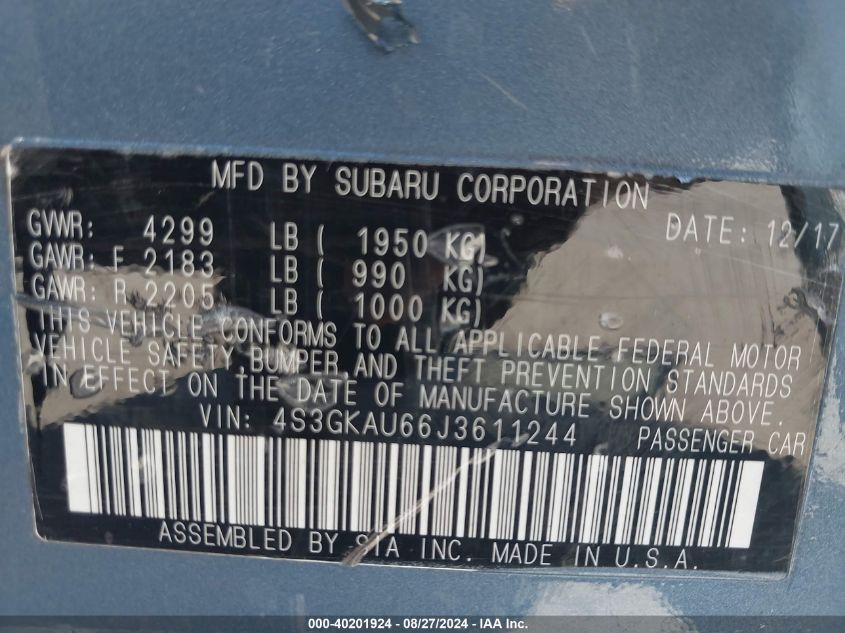 MFD BY SUBARU CORPORATION
GVWR: 4299 LB ( 1950 KG) DATE: 12/17
GAWR: F 2183 LB ( 990 KG)
GAWR: R 2205 LB ( 1000 KG)
THIS VEHICLE CONFORMS TO ALL APPLICABLE FEDERAL MOTOR
VEHICLE SAFETY, BUMPER AND THEFT PREVENTION STANDARDS
IN EFFECT ON THE DATE OF MANUFACTURE SHOWN ABOVE.
VIN: 4S3GKAU66J3611244 PASSENGER CAR
ASSEMBLED BY SIA INC. MADE IN U.S.A.
000-40201924 - 08/27/2024 - IAAI.com